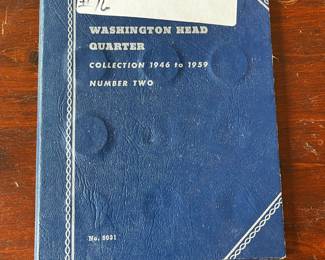 WASHINGTON HEAD
QUARTER
COLLECTION 1946 to 1959
NUMBER TWO
No. 9031